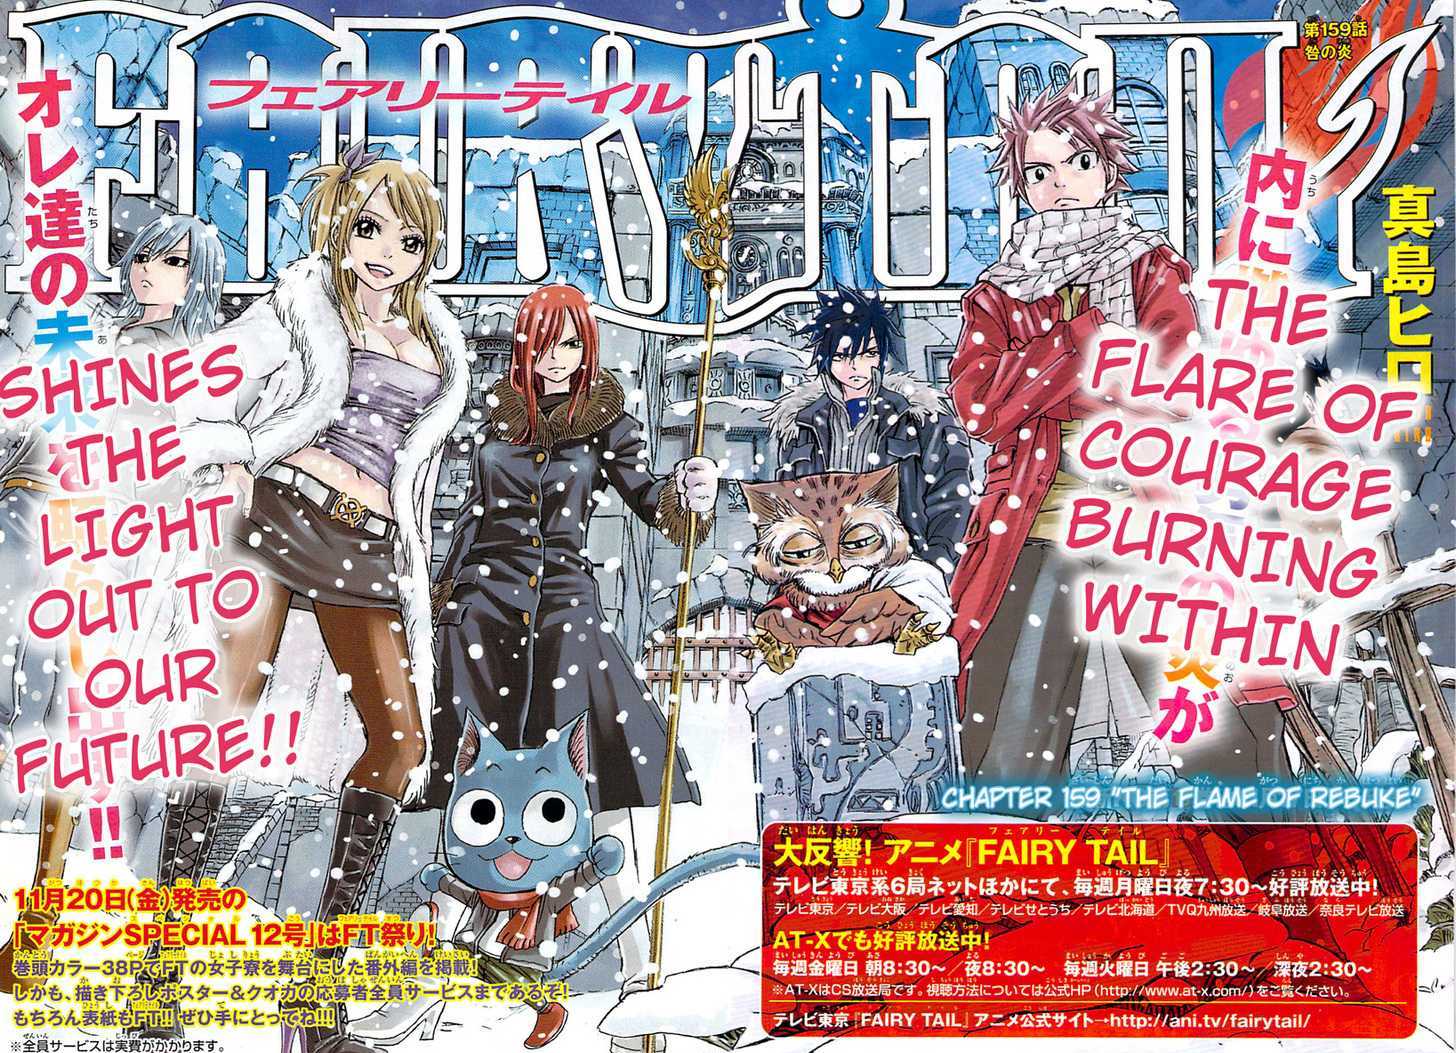 FAIRY TAIL
フェアリーテイル
第159話
咎の炎
真島ヒロ
内に
が
THE
FLARE OF
COURAGE
BURNING
WITHIN
オレ達の未来を照らし出す!!
SHINES
THE
LIGHT
OUT TO
OUR
FUTURE!!
CHAPTER 159 "THE FLAME OF REBUKE"
大反響! アニメ『FAIRY TAIL』
テレビ東京系6局ネットほかにて、毎週月曜日夜7:30~好評放送中!
テレビ東京/テレビ大阪/テレビ愛知/テレビせとうち/テレビ北海道/TVQ九州放送/岐阜放送/奈良テレビ放送
AT-Xでも好評放送中!
毎週金曜日 朝8:30~ 夜8:30~ 毎週火曜日 午後2:30~ 深夜2:30~
※AT-XはCS放送局です。視聴方法については公式HP(http://www.at-x.com/)をご覧ください。
テレビ東京『FAIRY TAIL』アニメ公式サイト→http://ani.tv/fairytail/
11月20日(金)発売の
「マガジンSPECIAL 12号」はFT祭り!
巻頭カラー38PでFTの女子寮を舞台にした番外編を掲載!
しかも、描き下ろしポスター&クオカの応募者全員サービスまであるぞ!
もちろん表紙もFT!! ぜひ手にとってね!!!
※全員サービスは実費がかかります。